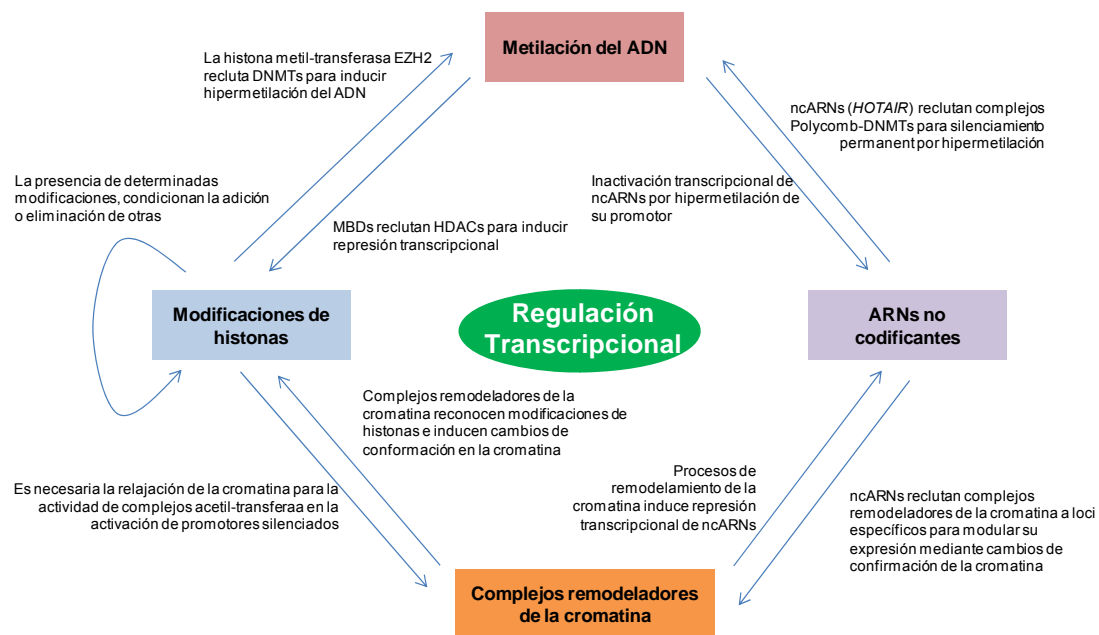 Metilación del ADN
La histona metil-transferasa EZH2
recluta DNMTs para inducir
hipermetilación del ADN
ncARNs (HOTAIR) reclutan complejos
Polycomb-DNMTs para silenciamiento
permanent por hipermetilación
La presencia de determinadas
modificaciones, condicionan la adición
o eliminación de otras
Inactivación transcripcional de
ncARNs por hipermetilación de
su promotor
MBDs reclutan HDACs para inducir
represión transcripcional
Modificaciones de
histonas
Regulación
Transcripcional
ARNs no
codificantes
Complejos remodeladores de la
cromatina reconocen modificaciones de
histonas e inducen cambios de
conformación en la cromatina
Es necesaria la relajación de la cromatina para la
actividad de complejos acetil-transferaa en la
activación de promotores silenciados
Procesos de
remodelamiento de la
cromatina induce represión
transcripcional de ncARNs
ncARNs reclutan complejos
remodeladores de la cromatina a loci
específicos para modular su
expresión mediante cambios de
confirmación de la cromatina
Complejos remodeladores
de la cromatina